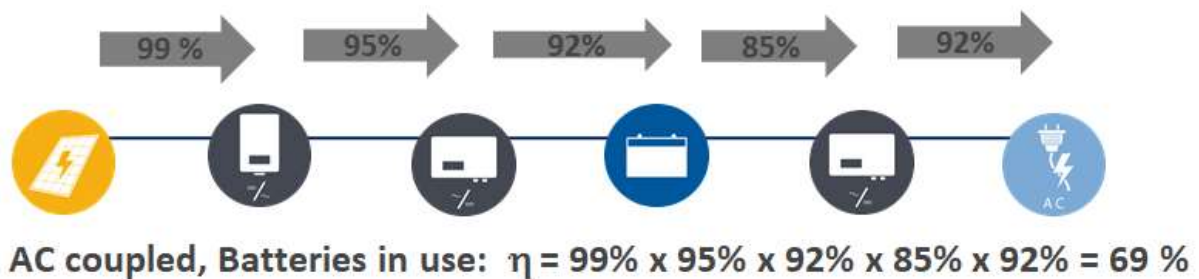 99 % 95% 92% 85% 92%
AC
AC coupled, Batteries in use: η = 99% x 95% x 92% x 85% x 92% = 69 %